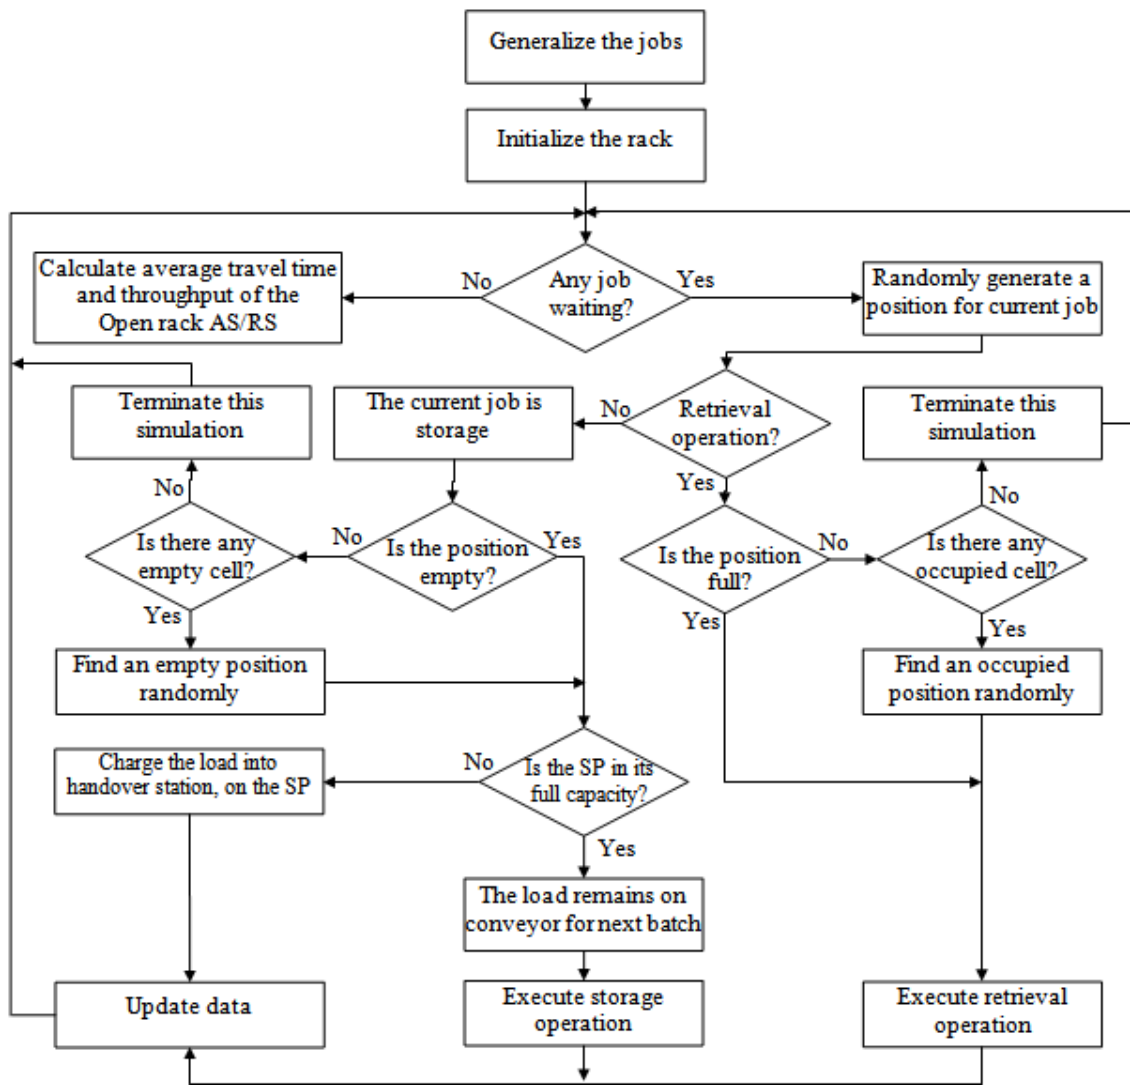 Generalize the jobs
Initialize the rack
Calculate average travel time
and throughput of the
Open rack AS/RS
No
Any job
waiting?
Yes
Randomly generate a
position for current job
Terminate this
simulation
The current job is
storage
No
Retrieval
operation?
Yes
Terminate this
simulation
No
Is there any
empty cell?
Yes
No
Is the position
empty?
Yes
Is the position
full?
Yes
No
No
Is there any
occupied cell?
Yes
Find an empty position
randomly
Find an occupied
position randomly
Charge the load into
handover station, on the SP
No
Is the SP in its
full capacity?
Yes
The load remains on
conveyor for next batch
Update data
Execute storage
operation
Execute retrieval
operation